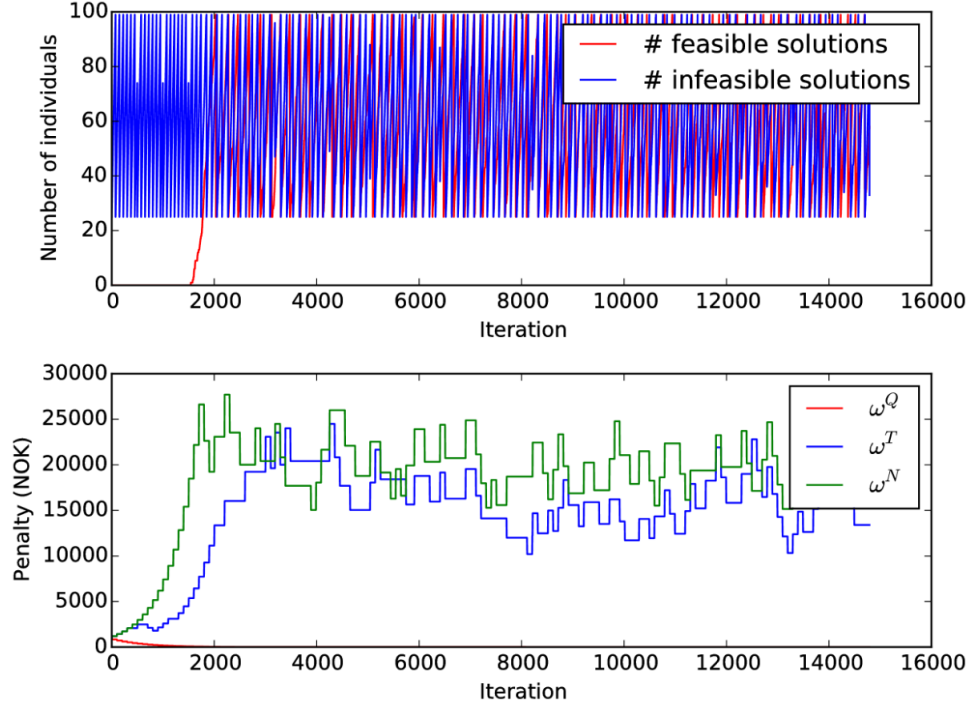 100
80
60
40
20
0
Number of individuals
# feasible solutions
# infeasible solutions
0 2000 4000 6000 8000 10000 12000 14000 16000
Iteration
30000
25000
20000
15000
10000
5000
0
Penalty (NOK)
ω^Q
ω^T
ω^N
0 2000 4000 6000 8000 10000 12000 14000 16000
Iteration